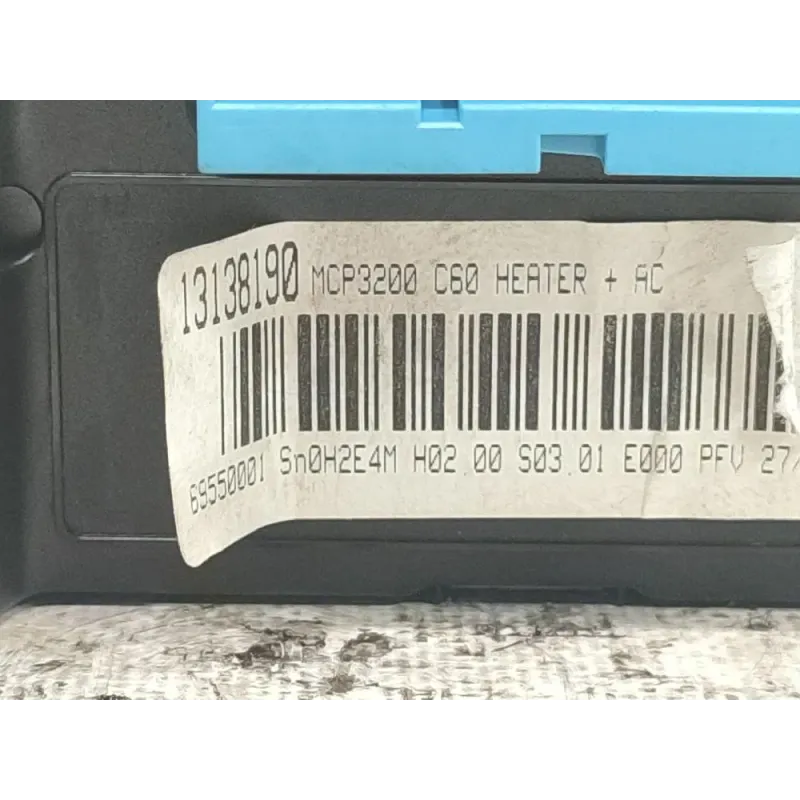 13138190 MCP3200 C60 HEATER + AC
69550001 Sn0H2E4M H02.00 S03.01 E000 PFV 27/